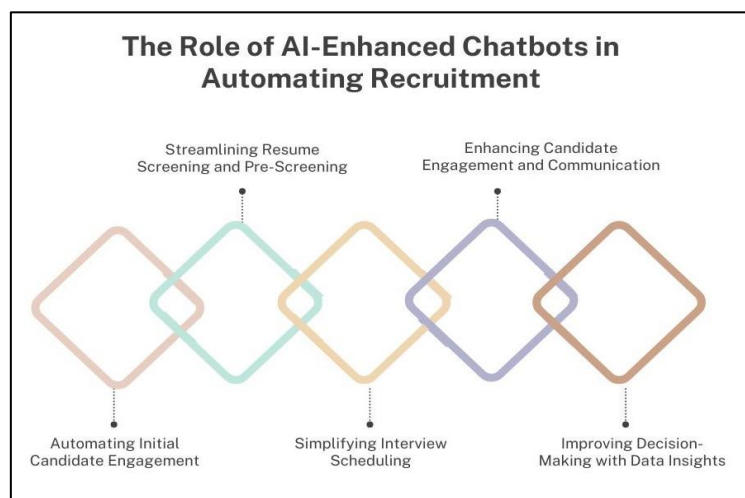 The Role of AI-Enhanced Chatbots in
Automating Recruitment
Streamlining Resume
Screening and Pre-Screening
Enhancing Candidate
Engagement and Communication
Automating Initial
Candidate Engagement
Simplifying Interview
Scheduling
Improving Decision-
Making with Data Insights